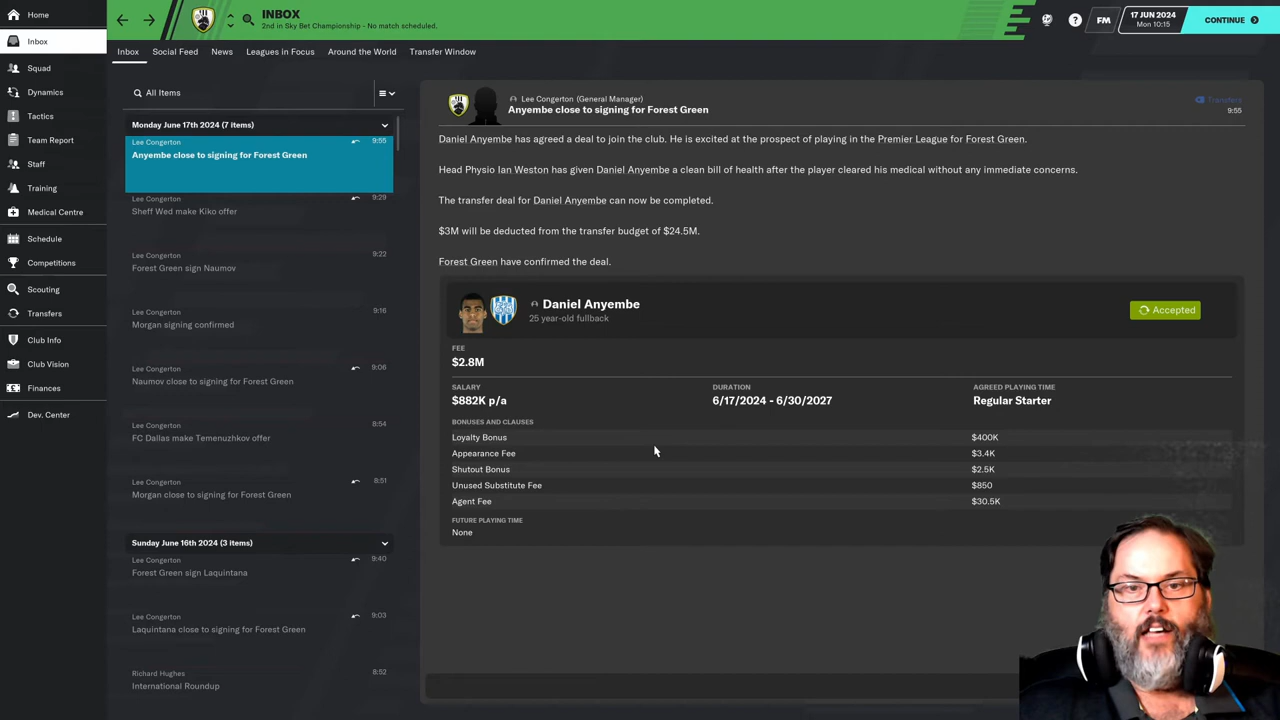 Home
Inbox
Squad
Dynamics
Tactics
Team Report
Staff
Training
Medical Centre
Schedule
Competitions
Scouting
Transfers
Club Info
Club Vision
Finances
Dev. Center
INBOX
2nd in Sky Bet Championship - No match scheduled.
FM
17 JUN 2024
Mon 10:15
CONTINUE
Inbox
Social Feed
News
Leagues in Focus
Around the World
Transfer Window
All Items
Monday June 17th 2024 (7 items)
Lee Congerton 9:55
Anyembe close to signing for Forest Green
Lee Congerton 9:29
Sheff Wed make Kiko offer
Lee Congerton 9:22
Forest Green sign Naumov
Lee Congerton 9:16
Morgan signing confirmed
Lee Congerton 9:06
Naumov close to signing for Forest Green
Lee Congerton 8:54
FC Dallas make Temenuzhkov offer
Lee Congerton 8:51
Morgan close to signing for Forest Green
Sunday June 16th 2024 (3 items)
Lee Congerton 9:40
Forest Green sign Laquintana
Lee Congerton 9:03
Laquintana close to signing for Forest Green
Richard Hughes 8:52
International Roundup
Lee Congerton (General Manager)
Anyembe close to signing for Forest Green
Transfers
9:55
Daniel Anyembe has agreed a deal to join the club. He is excited at the prospect of playing in the Premier League for Forest Green.
Head Physio Ian Weston has given Daniel Anyembe a clean bill of health after the player cleared his medical without any immediate concerns.
The transfer deal for Daniel Anyembe can now be completed.
$3M will be deducted from the transfer budget of $24.5M.
Forest Green have confirmed the deal.
Daniel Anyembe
25 year-old fullback
Accepted
FEE
$2.8M
SALARY
$882K p/a
DURATION
6/17/2024 - 6/30/2027
AGREED PLAYING TIME
Regular Starter
BONUSES AND CLAUSES
Loyalty Bonus $400K
Appearance Fee $3.4K
Shutout Bonus $2.5K
Unused Substitute Fee $850
Agent Fee $30.5K
FUTURE PLAYING TIME
None